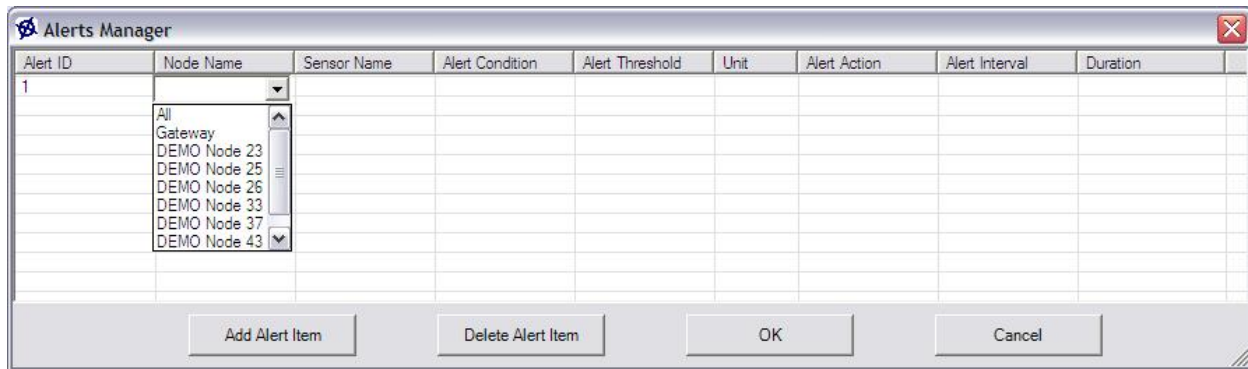 Alerts Manager
Alert ID Node Name Sensor Name Alert Condition Alert Threshold Unit Alert Action Alert Interval Duration
1
All
Gateway
DEMO Node 23
DEMO Node 25
DEMO Node 26
DEMO Node 33
DEMO Node 37
DEMO Node 43
Add Alert Item Delete Alert Item OK Cancel